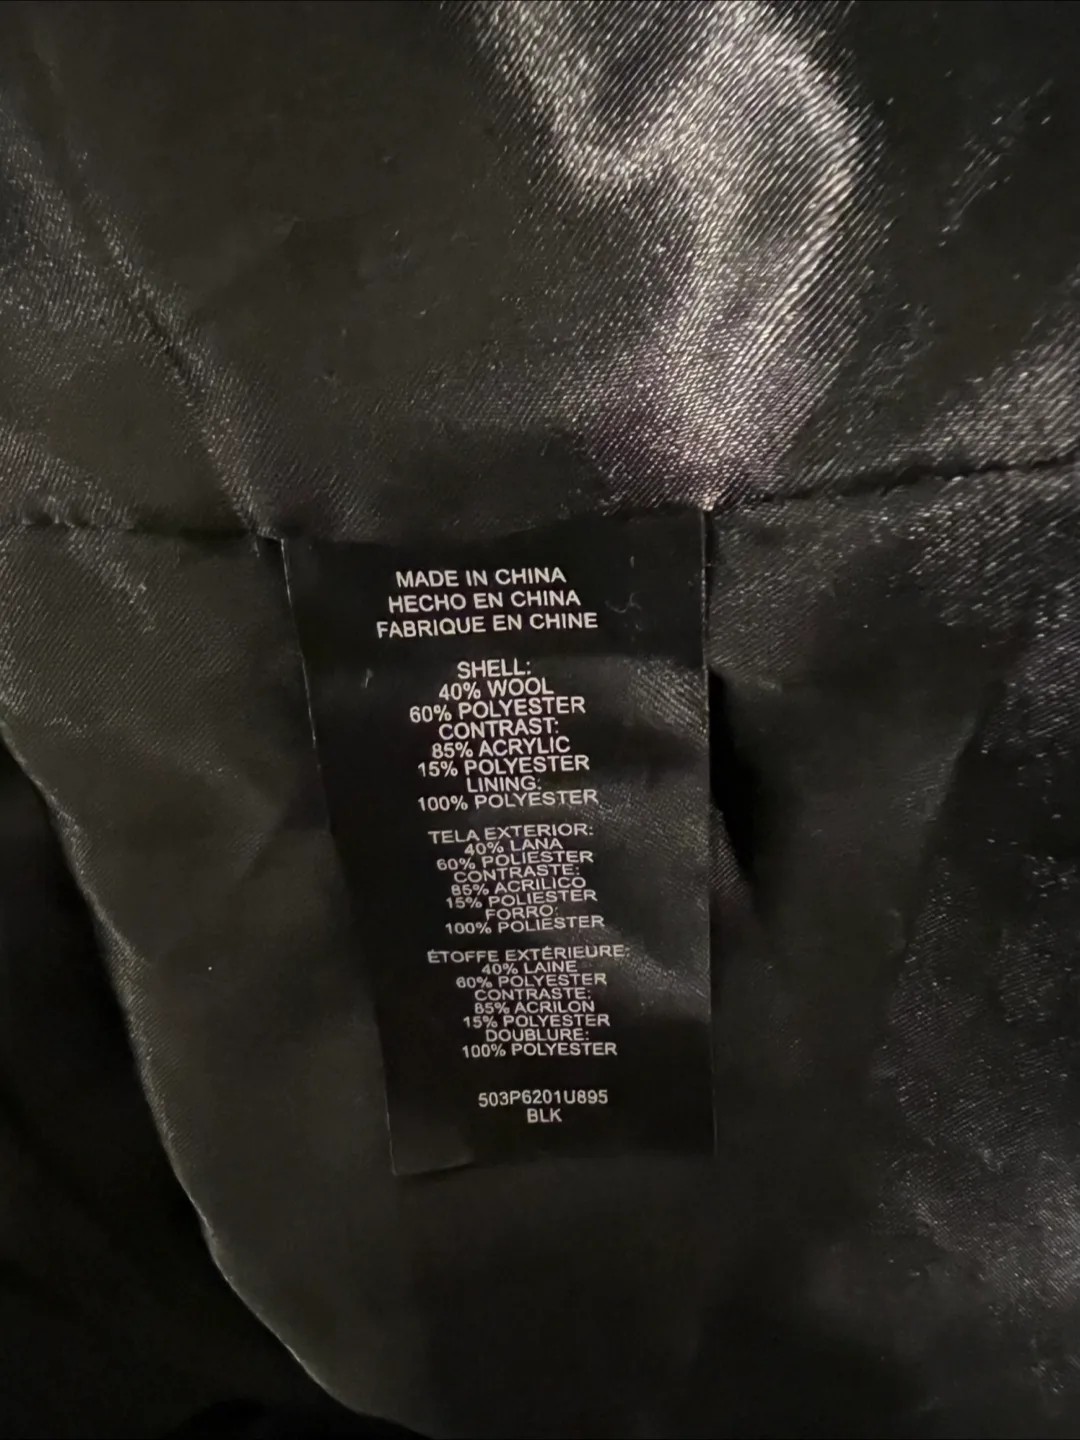 MADE IN CHINA
HECHO EN CHINA
FABRIQUE EN CHINE
SHELL:
40% WOOL
60% POLYESTER
CONTRAST:
85% ACRYLIC
15% POLYESTER
LINING:
100% POLYESTER
TELA EXTERIOR:
40% LANA
60% POLIESTER
CONTRASTE:
85% ACRILICO
15% POLIESTER
FORRO:
100% POLIESTER
ÉTOFFE EXTÉRIEURE:
40% LAINE
60% POLYESTER
CONTRASTE:
85% ACRILON
15% POLYESTER
DOUBLURE:
100% POLYESTER
503P6201U895
BLK